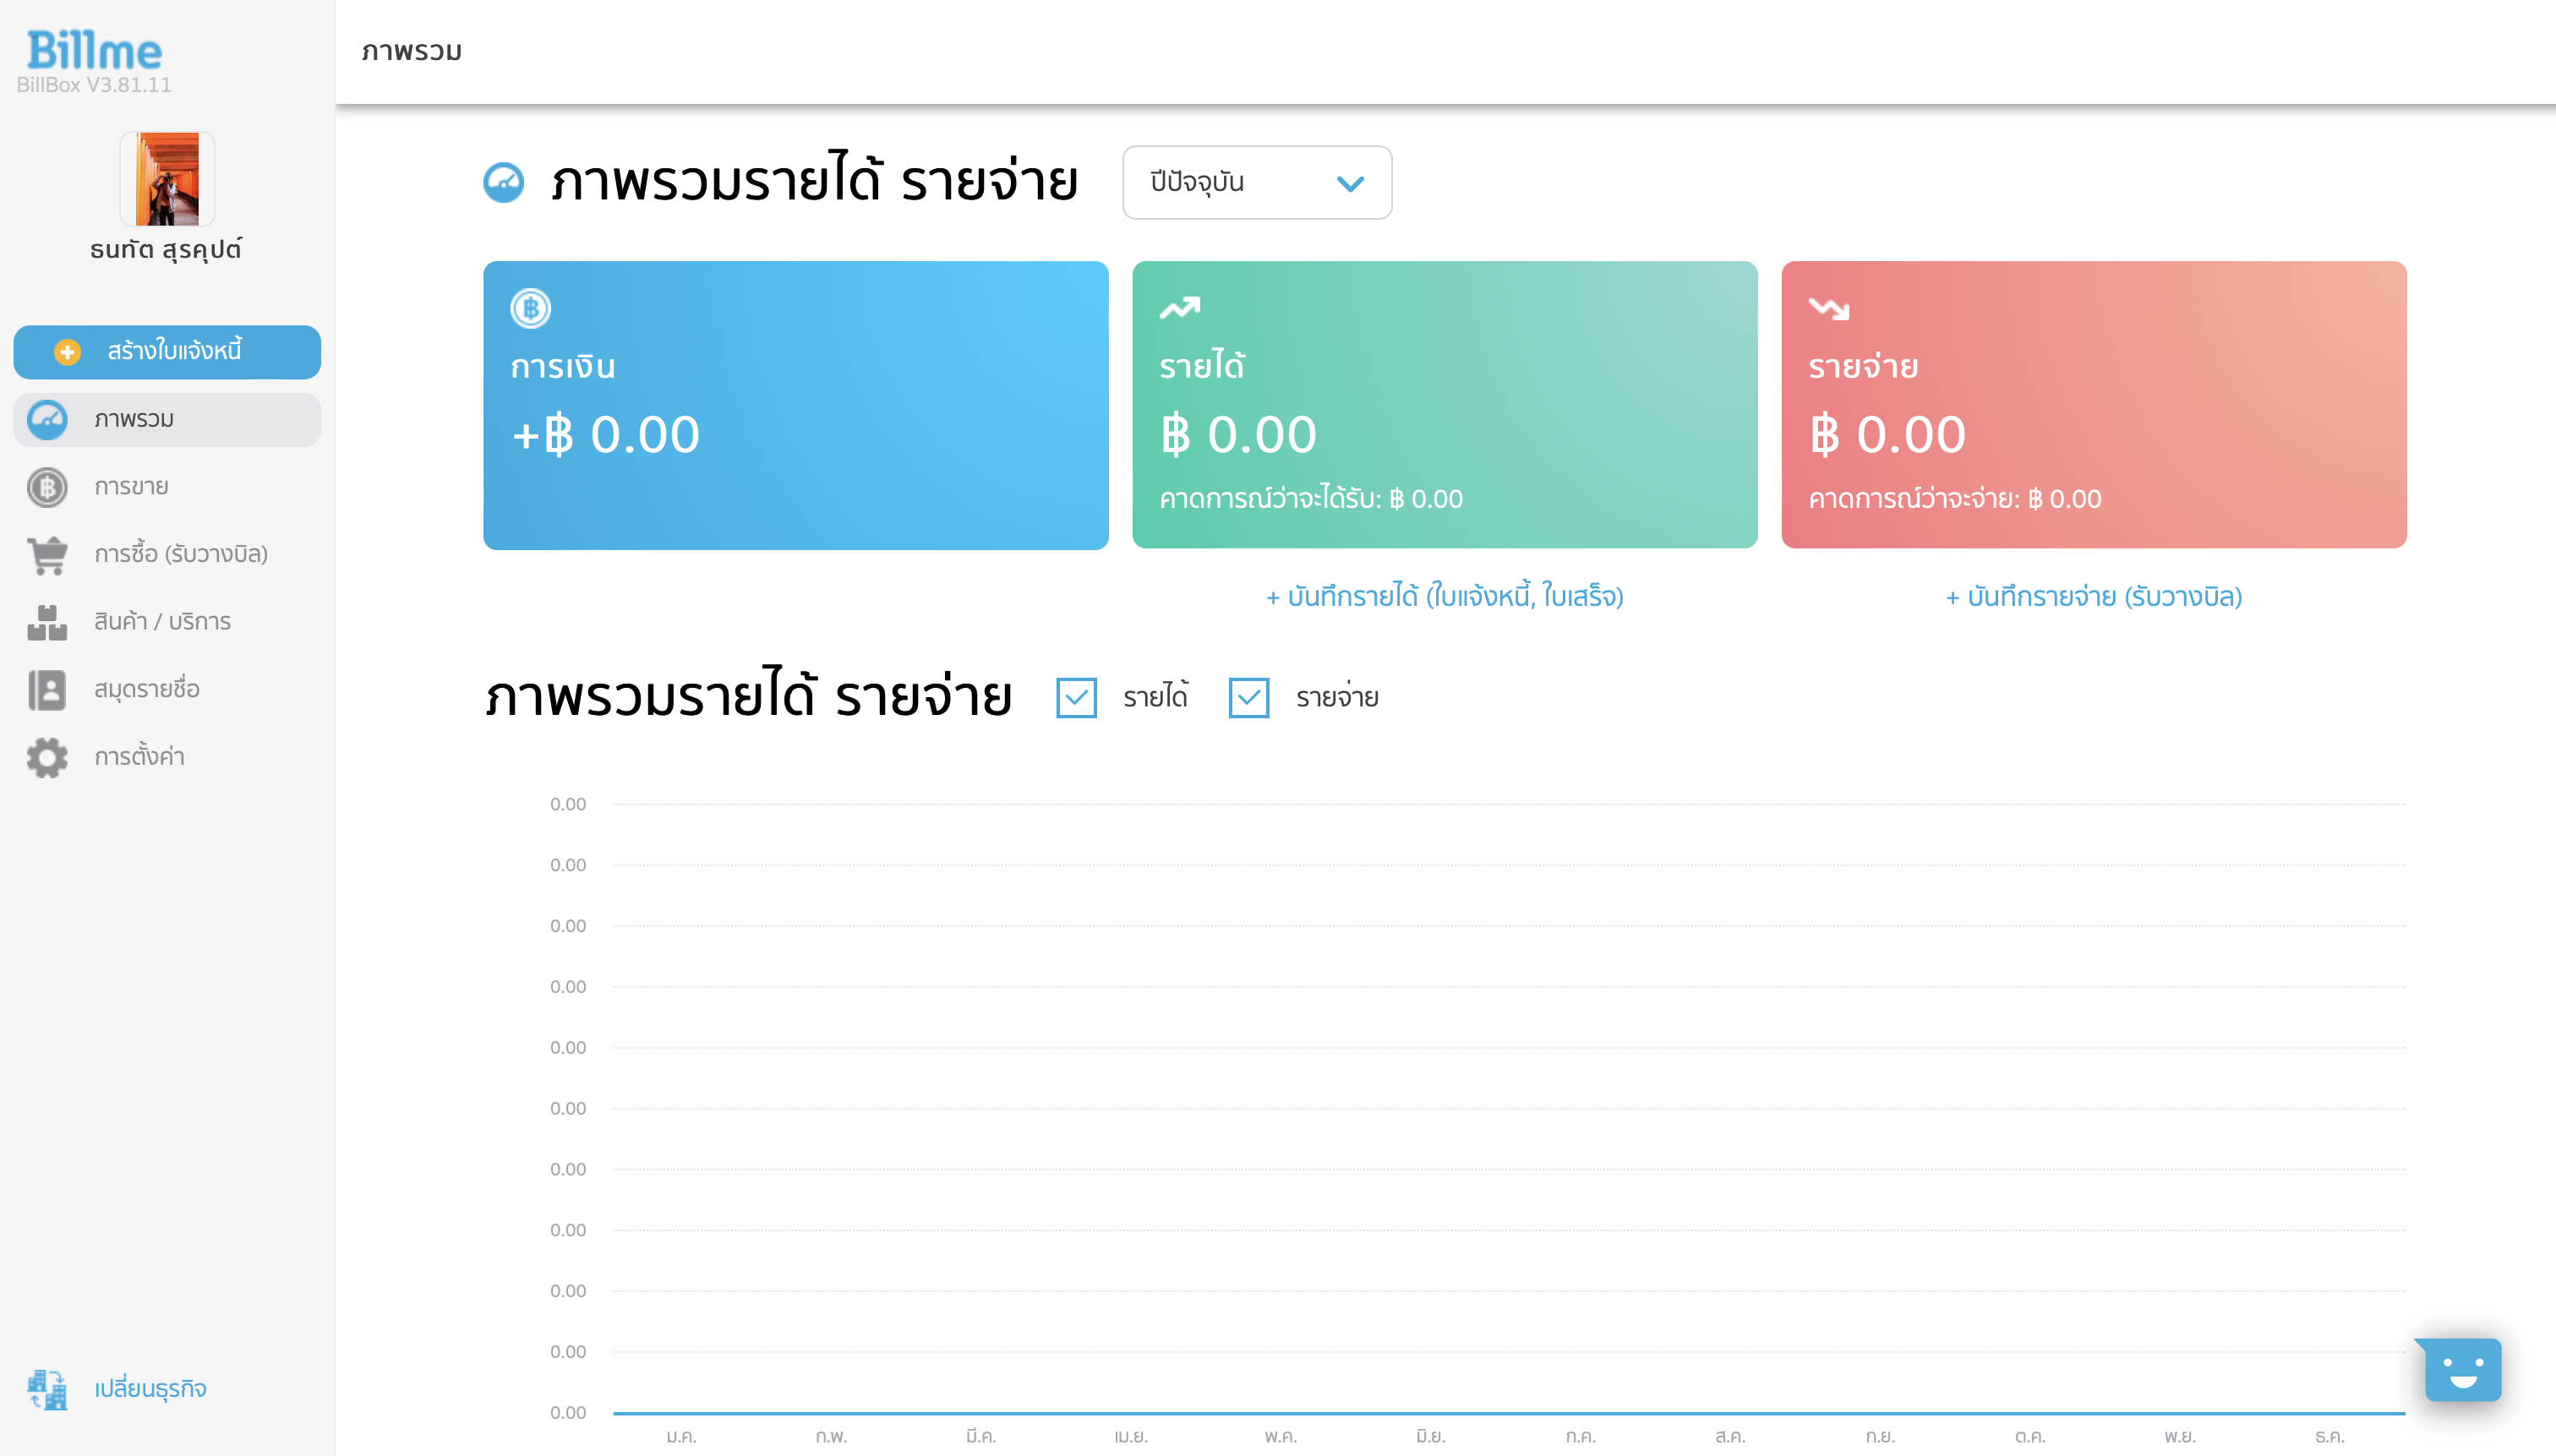 Billme
BillBox V3.81.11
ธนทัต สุรคุปต์
สร้างใบแจ้งหนี้
ภาพรวม
การขาย
การซื้อ (รับวางบิล)
สินค้า / บริการ
สมุดรายชื่อ
การตั้งค่า
เปลี่ยนธุรกิจ
ภาพรวม
ภาพรวมรายได้ รายจ่าย
ปีปัจจุบัน
การเงิน
+฿ 0.00
รายได้
฿ 0.00
คาดการณ์ว่าจะได้รับ: ฿ 0.00
รายจ่าย
฿ 0.00
คาดการณ์ว่าจะจ่าย: ฿ 0.00
+ บันทึกรายได้ (ใบแจ้งหนี้, ใบเสร็จ)
+ บันทึกรายจ่าย (รับวางบิล)
ภาพรวมรายได้ รายจ่าย
รายได้
รายจ่าย
0.00
0.00
0.00
0.00
0.00
0.00
0.00
0.00
0.00
0.00
0.00
ม.ค. ก.พ. มี.ค. เม.ย. พ.ค. มิ.ย. ก.ค. ส.ค. ก.ย. ต.ค. พ.ย. ธ.ค.